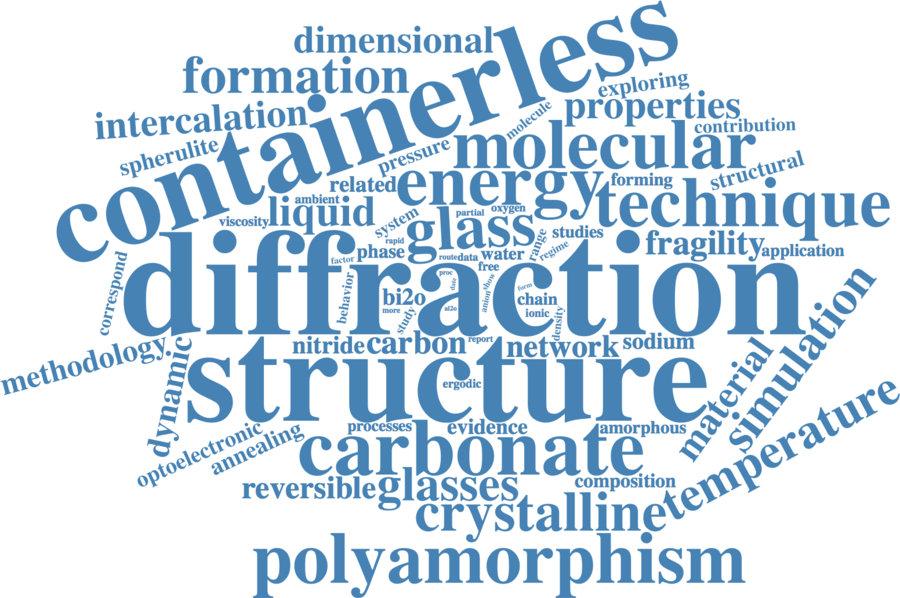 dimensional
containerless
formation
exploring
intercalation
properties
molecule
contribution
spherulite
pressure
molecular
related
energy
forming
structural
ambient
technique
viscosity
liquid
system
partial
oxygen
glass
studies
rapid
range
regime
fragility
application
phase
factor
route
data
water
free
diffraction
correspond
behavior
bi2o
more
study
proc
date
al2o
show
anion
form
chain
ionic
density
methodology
dynamic
nitride
carbon
report
network
sodium
structure
ergodic
material
simulation
processes
evidence
amorphous
optoelectronic
annealing
carbonate
temperature
reversible
glasses
composition
crystalline
polyamorphism